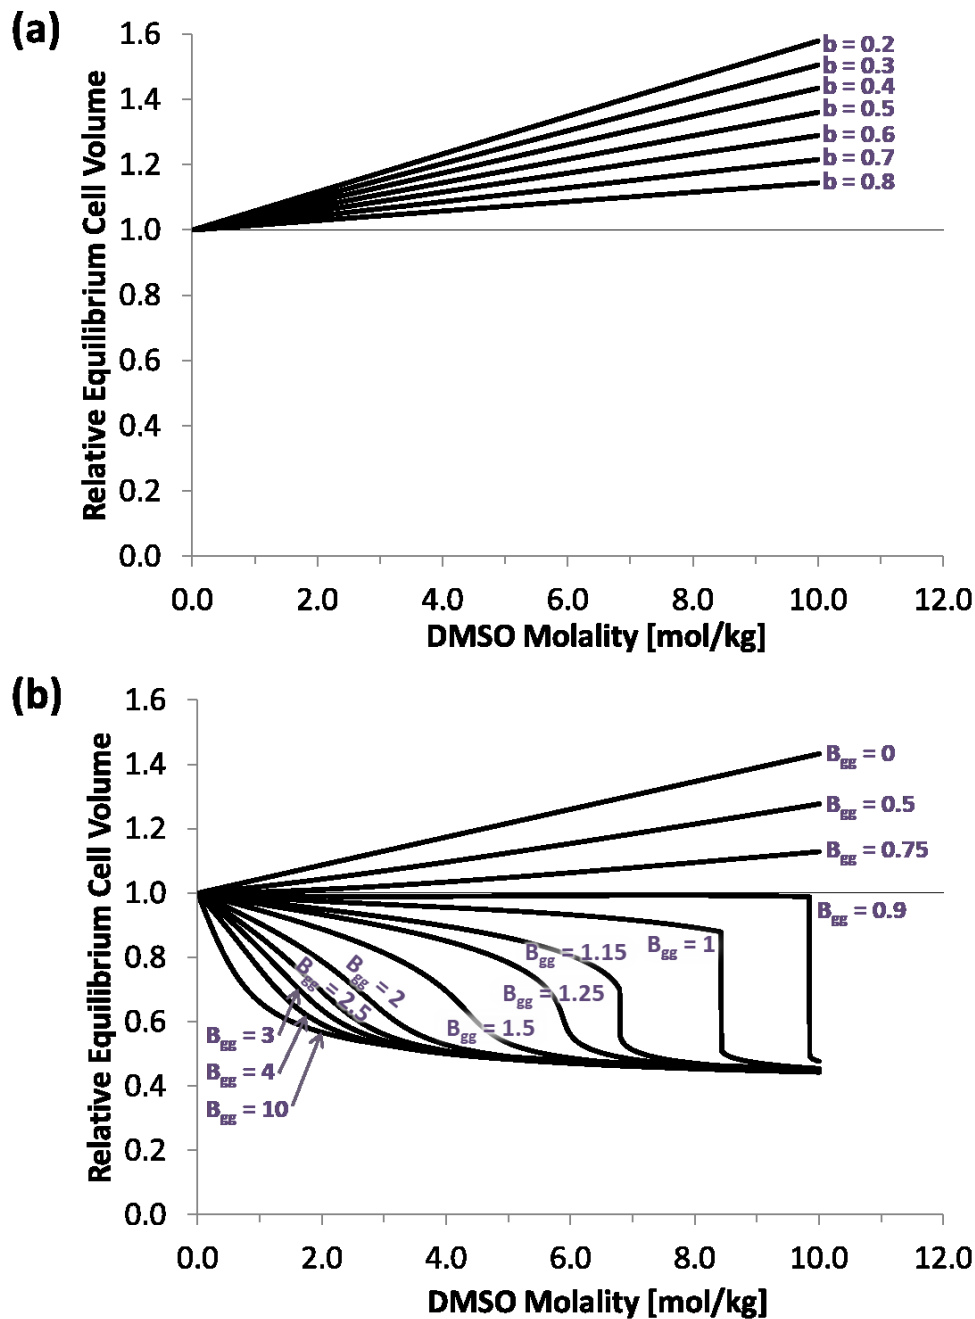 (a)
Relative Equilibrium Cell Volume
1.6
1.4
1.2
1.0
0.8
0.6
0.4
0.2
0.0
b = 0.2
b = 0.3
b = 0.4
b = 0.5
b = 0.6
b = 0.7
b = 0.8
0.0 2.0 4.0 6.0 8.0 10.0 12.0
DMSO Molality [mol/kg]
(b)
Relative Equilibrium Cell Volume
1.6
1.4
1.2
1.0
0.8
0.6
0.4
0.2
0.0
Bgg = 0
Bgg = 0.5
Bgg = 0.75
Bgg = 0.9
Bgg = 1
Bgg = 1.15
Bgg = 1.25
Bgg = 1.5
Bgg = 2
Bgg = 2.5
Bgg = 3
Bgg = 4
Bgg = 10
0.0 2.0 4.0 6.0 8.0 10.0 12.0
DMSO Molality [mol/kg]